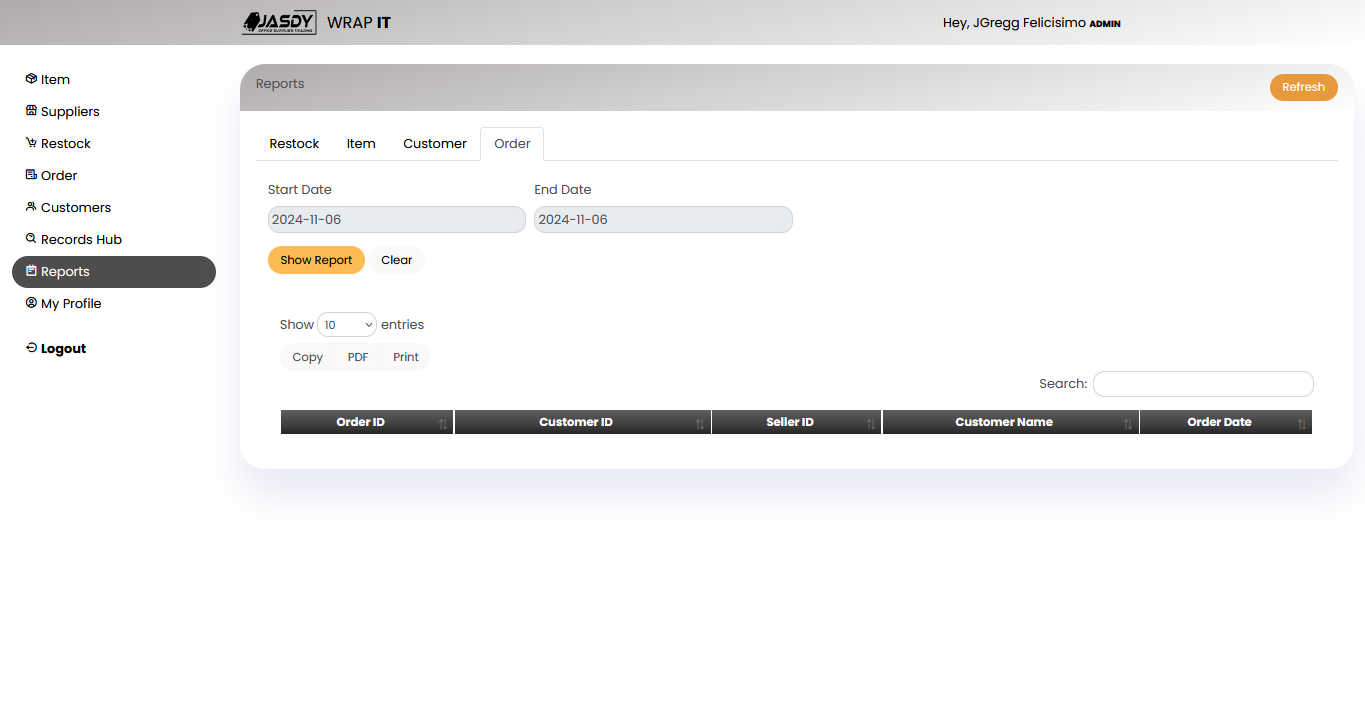 JASDY
OFFICE SUPPLIES TRADING
WRAP IT
Hey, JGregg Felicisimo ADMIN
Item
Suppliers
Restock
Order
Customers
Records Hub
Reports
My Profile
Logout
Reports
Refresh
Restock Item Customer Order
Start Date End Date
2024-11-06 2024-11-06
Show Report Clear
Show 10 entries
Copy PDF Print
Search:
Order ID Customer ID Seller ID Customer Name Order Date